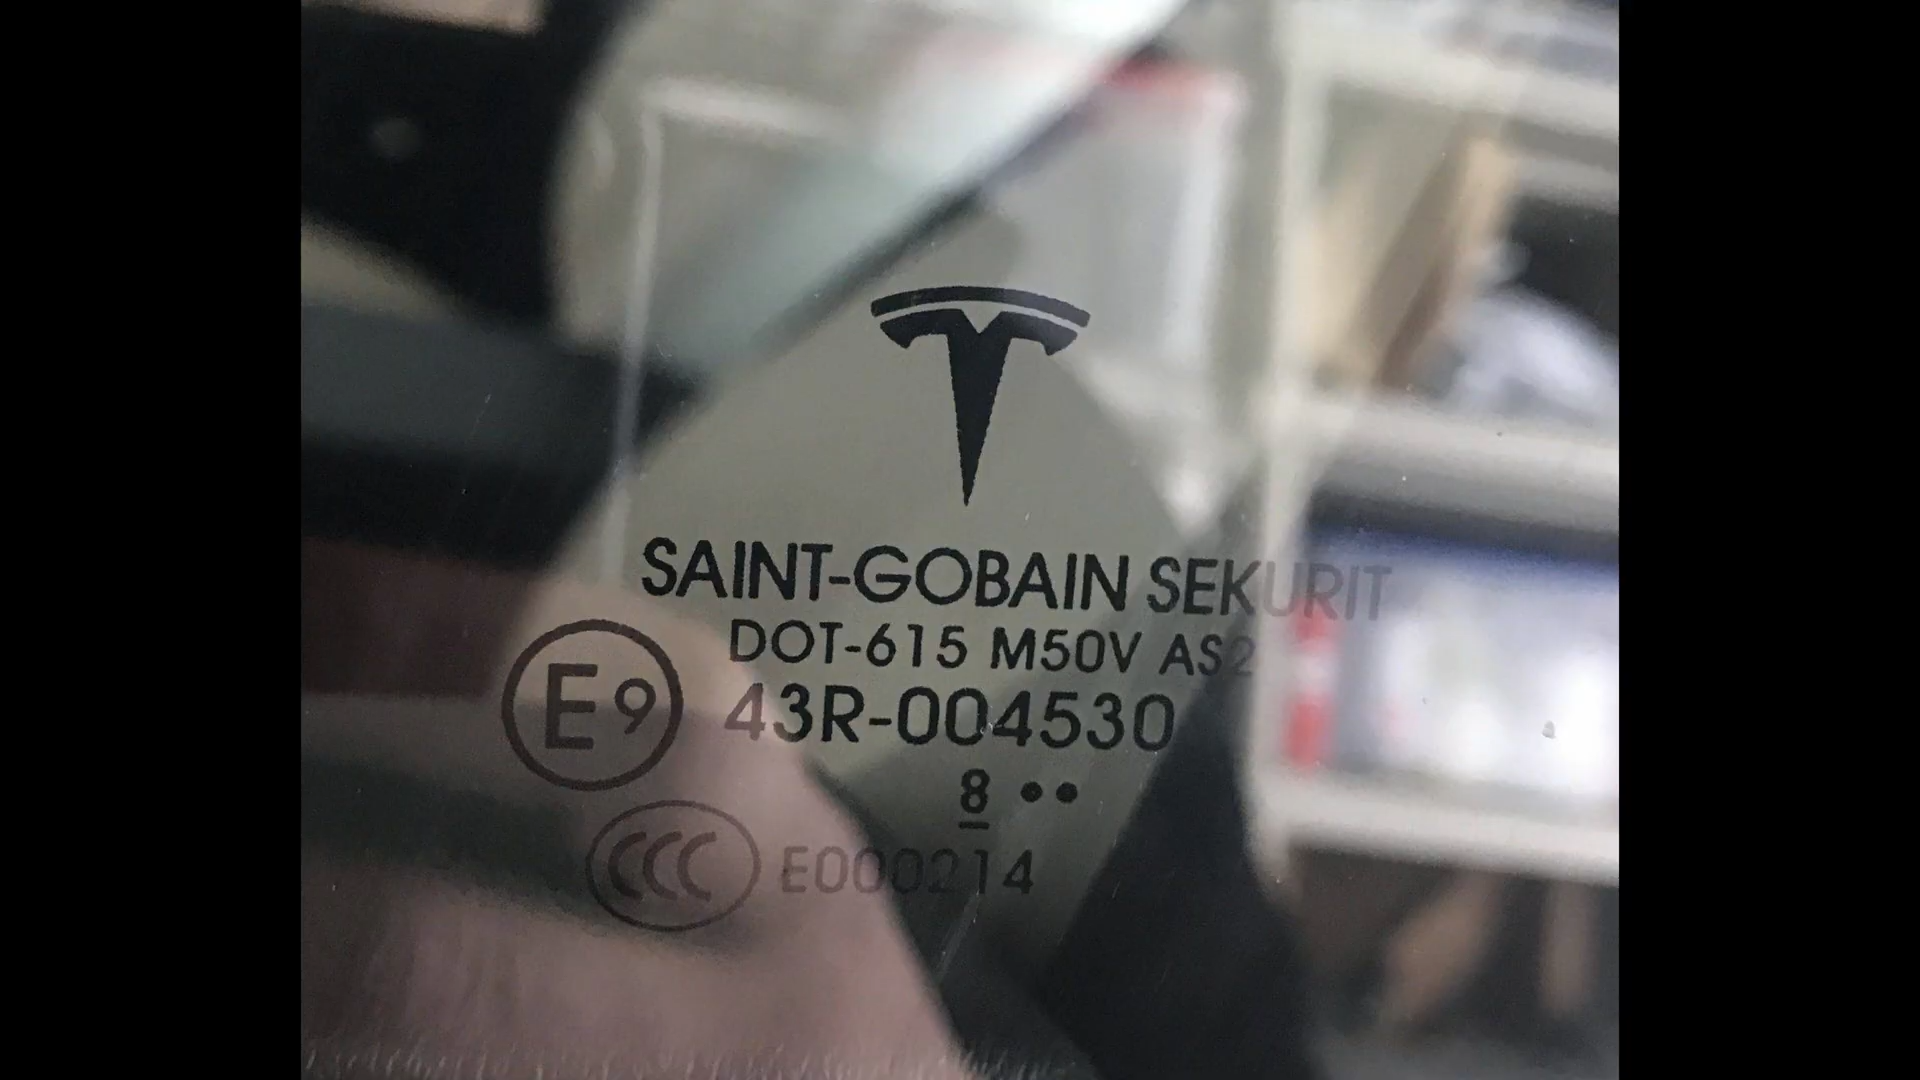 SAINT-GOBAIN SEKURIT
DOT-615 M50V AS2
E9 43R-004530
8 ••
CCC E000214